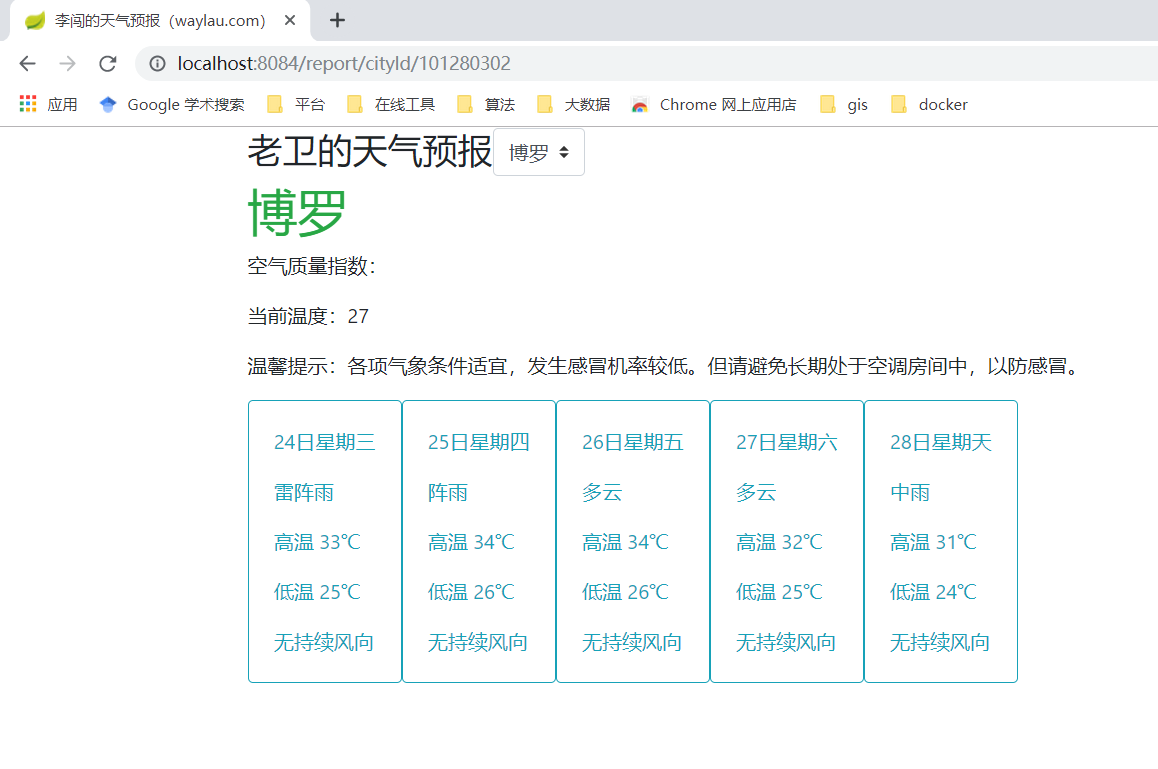 李闯的天气预报（waylau.com）
localhost:8084/report/cityId/101280302
应用 Google 学术搜索 平台 在线工具 算法 大数据 Chrome 网上应用店 gis docker
老卫的天气预报 博罗
博罗
空气质量指数：
当前温度：27
温馨提示：各项气象条件适宜，发生感冒机率较低。但请避免长期处于空调房间中，以防感冒。
24日星期三 25日星期四 26日星期五 27日星期六 28日星期天
雷阵雨 阵雨 多云 多云 中雨
高温 33℃ 高温 34℃ 高温 34℃ 高温 32℃ 高温 31℃
低温 25℃ 低温 26℃ 低温 26℃ 低温 25℃ 低温 24℃
无持续风向 无持续风向 无持续风向 无持续风向 无持续风向